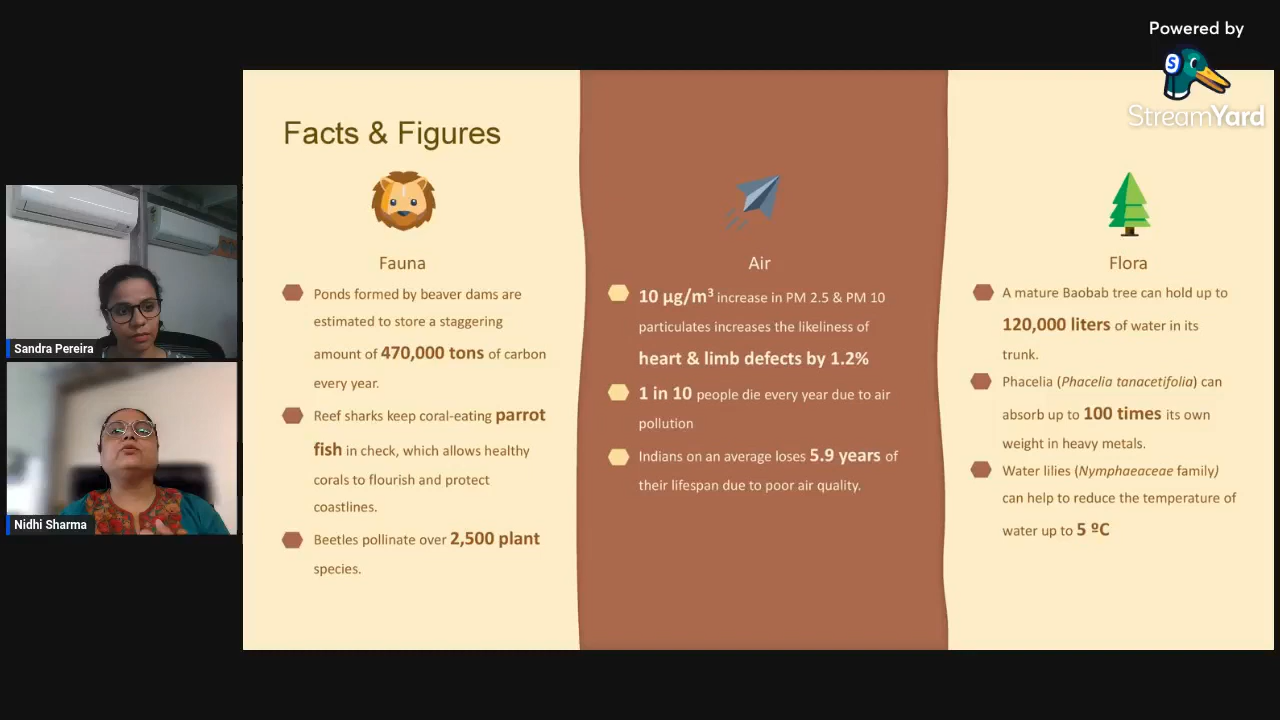 Powered by
StreamYard
Facts & Figures
Fauna
Ponds formed by beaver dams are
estimated to store a staggering
amount of 470,000 tons of carbon
every year.
Reef sharks keep coral-eating parrot
fish in check, which allows healthy
corals to flourish and protect
coastlines.
Beetles pollinate over 2,500 plant
species.
Air
10 µg/m³ increase in PM 2.5 & PM 10
particulates increases the likeliness of
heart & limb defects by 1.2%
1 in 10 people die every year due to air
pollution
Indians on an average loses 5.9 years of
their lifespan due to poor air quality.
Flora
A mature Baobab tree can hold up to
120,000 liters of water in its
trunk.
Phacelia (Phacelia tanacetifolia) can
absorb up to 100 times its own
weight in heavy metals.
Water lilies (Nymphaeaceae family)
can help to reduce the temperature of
water up to 5 ºC
Sandra Pereira
Nidhi Sharma